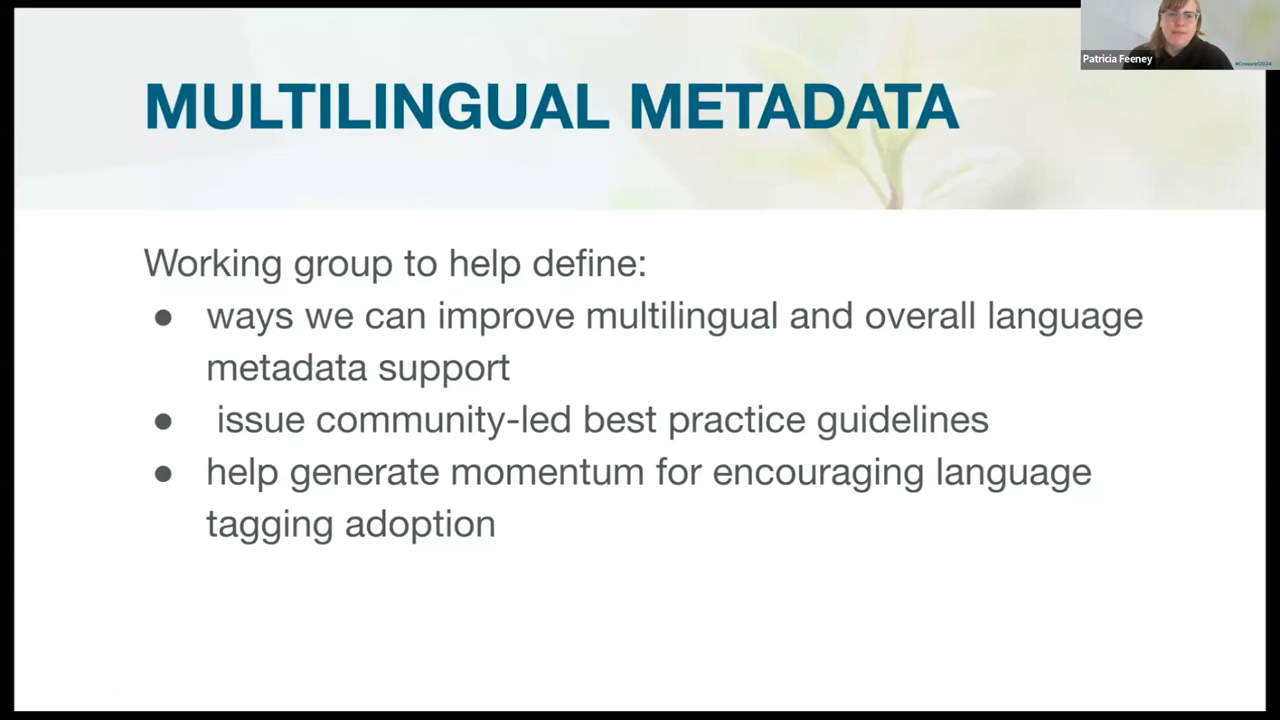 Patricia Feeney
#Crossref2024
MULTILINGUAL METADATA
Working group to help define:
● ways we can improve multilingual and overall language
metadata support
● issue community-led best practice guidelines
● help generate momentum for encouraging language
tagging adoption